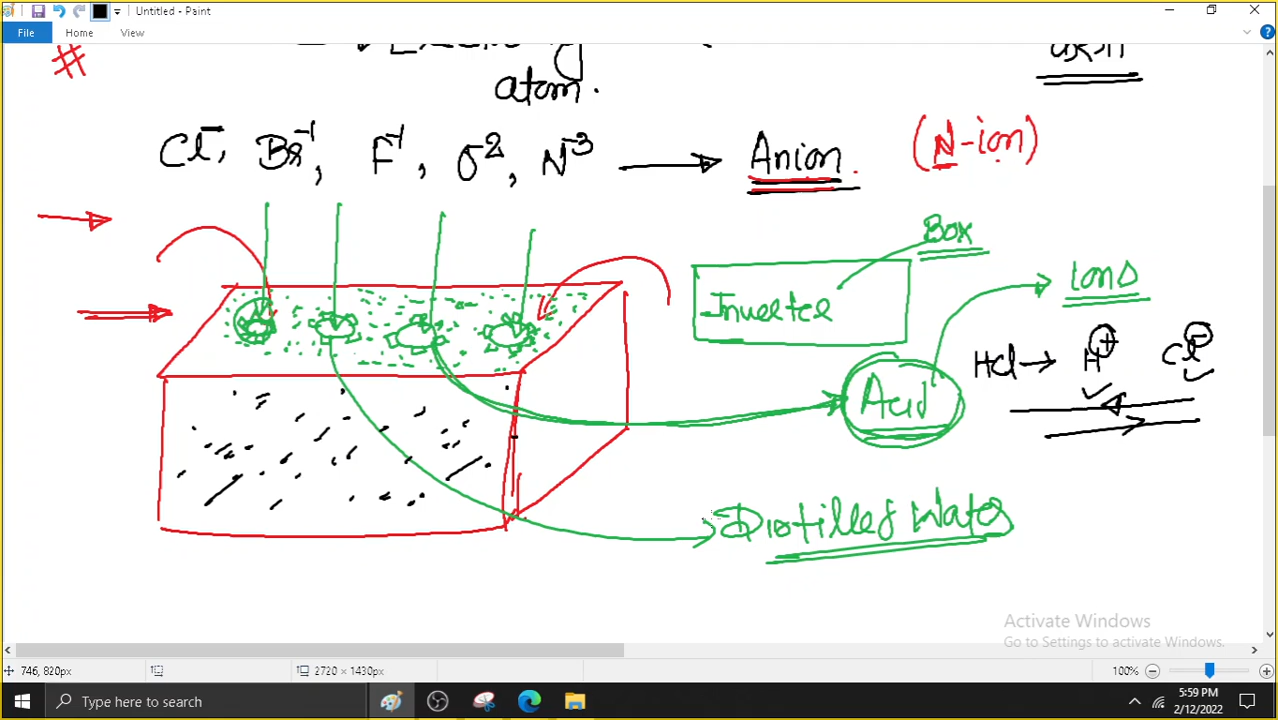 Untitled - Paint
File Home View
#
atom.
Cl⁻, Br⁻¹, F⁻¹, O⁻², N⁻³ → Anion. (N-ion)
Box
Inverter
Ions
HCl → H⊕ Cl⊖
Acid
Distilled Water
Activate Windows
Go to Settings to activate Windows.
746, 820px 2720 × 1430px 100%
Type here to search
5:59 PM
2/12/2022